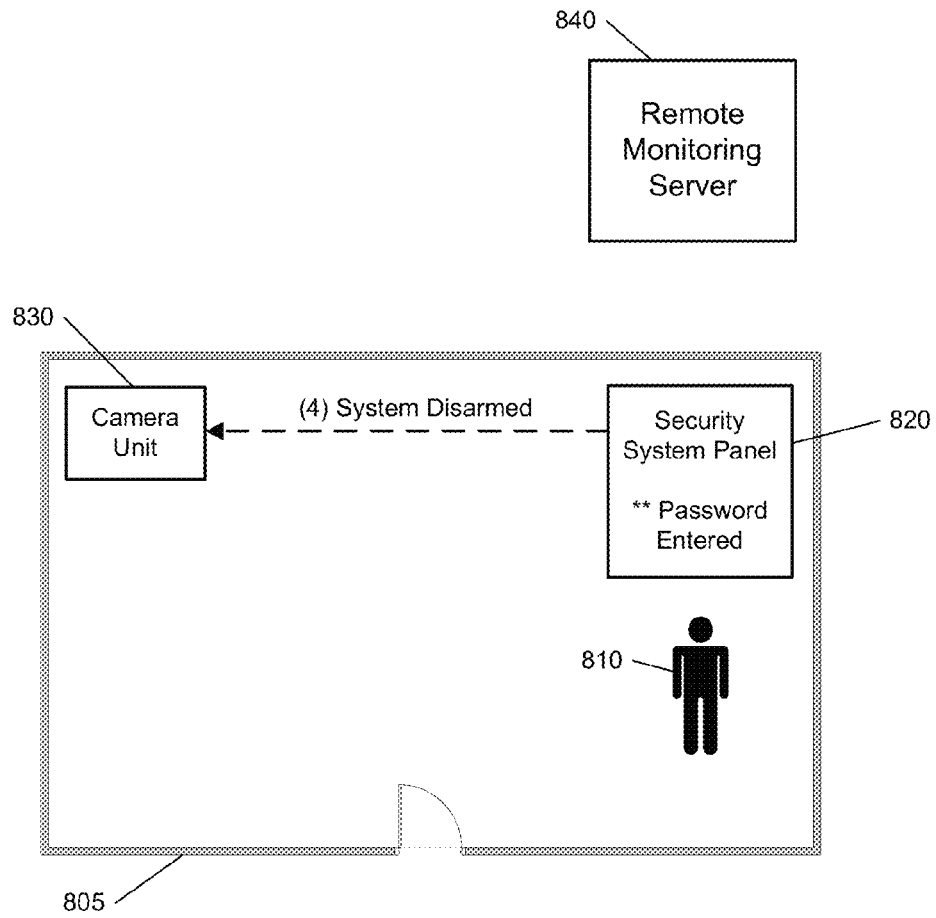 840
Remote
Monitoring
Server
830
Camera
Unit
(4) System Disarmed
Security
System Panel
** Password
Entered
820
810
805